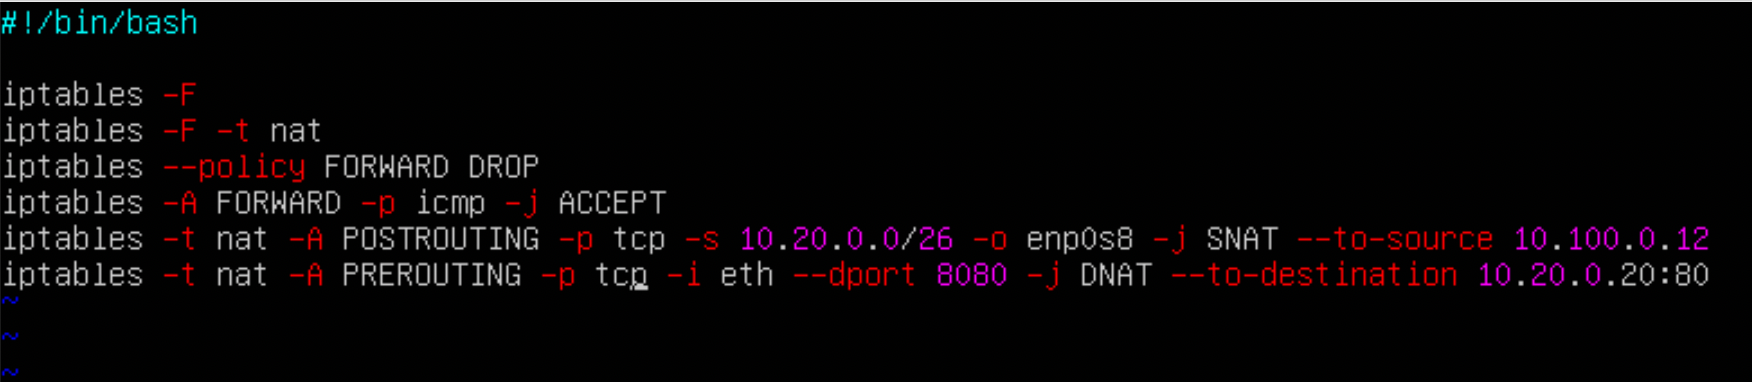 #!/bin/bash
iptables -F
iptables -F -t nat
iptables --policy FORWARD DROP
iptables -A FORWARD -p icmp -j ACCEPT
iptables -t nat -A POSTROUTING -p tcp -s 10.20.0.0/26 -o enp0s8 -j SNAT --to-source 10.100.0.12
iptables -t nat -A PREROUTING -p tcp -i eth --dport 8080 -j DNAT --to-destination 10.20.0.20:80
~
~
~